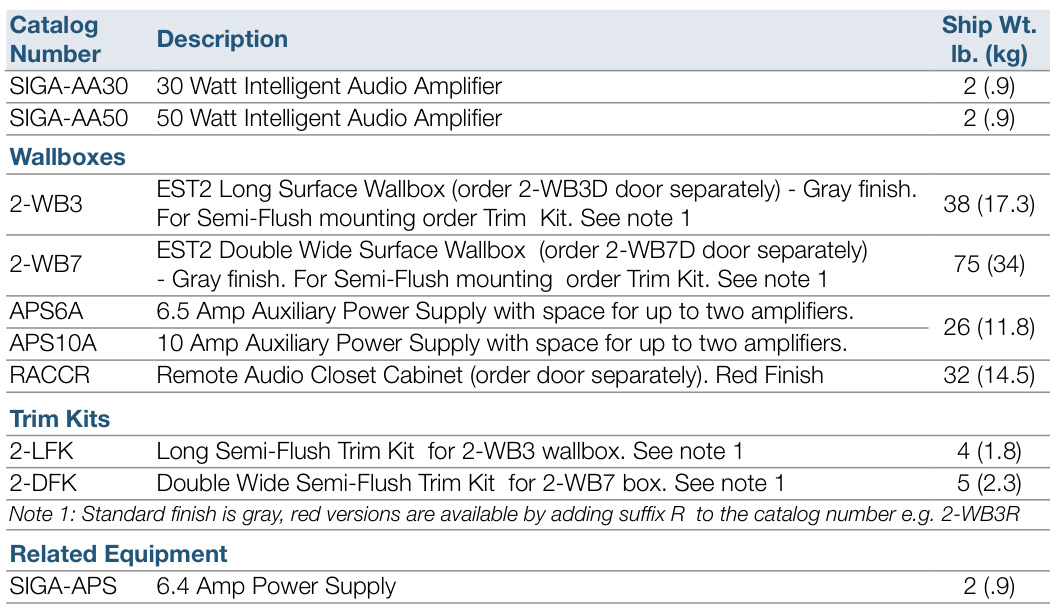 Catalog Number Description Ship Wt. lb. (kg)
SIGA-AA30 30 Watt Intelligent Audio Amplifier 2 (.9)
SIGA-AA50 50 Watt Intelligent Audio Amplifier 2 (.9)
Wallboxes
2-WB3 EST2 Long Surface Wallbox (order 2-WB3D door separately) - Gray finish.
For Semi-Flush mounting order Trim Kit. See note 1 38 (17.3)
2-WB7 EST2 Double Wide Surface Wallbox (order 2-WB7D door separately)
- Gray finish. For Semi-Flush mounting order Trim Kit. See note 1 75 (34)
APS6A 6.5 Amp Auxiliary Power Supply with space for up to two amplifiers. 26 (11.8)
APS10A 10 Amp Auxiliary Power Supply with space for up to two amplifiers.
RACCR Remote Audio Closet Cabinet (order door separately). Red Finish 32 (14.5)
Trim Kits
2-LFK Long Semi-Flush Trim Kit for 2-WB3 wallbox. See note 1 4 (1.8)
2-DFK Double Wide Semi-Flush Trim Kit for 2-WB7 box. See note 1 5 (2.3)
Note 1: Standard finish is gray, red versions are available by adding suffix R to the catalog number e.g. 2-WB3R
Related Equipment
SIGA-APS 6.4 Amp Power Supply 2 (.9)